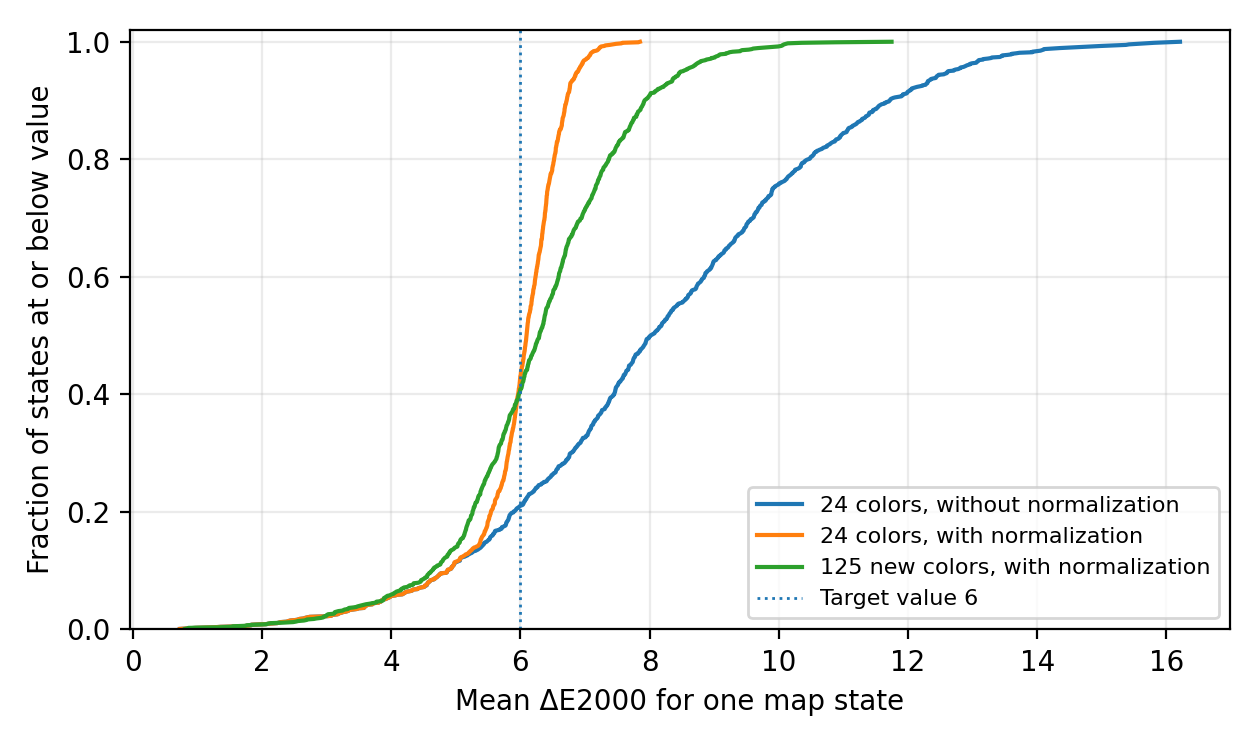 1.0
0.8
0.6
0.4
0.2
0.0
Fraction of states at or below value
0 2 4 6 8 10 12 14 16
Mean ΔE2000 for one map state
24 colors, without normalization
24 colors, with normalization
125 new colors, with normalization
Target value 6